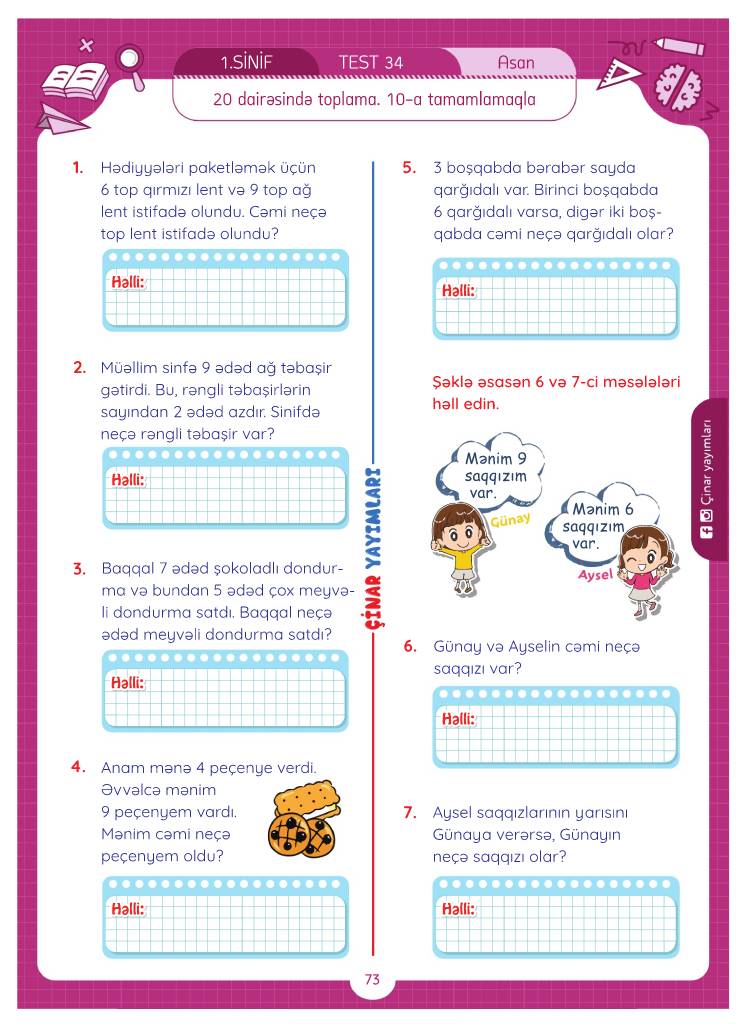 1.SİNİF
TEST 34
Asan
20 dairəsində toplama. 10-a tamamlamaqla
1. Hədiyyələri paketləmək üçün
6 top qırmızı lent və 9 top ağ
lent istifadə olundu. Cəmi neçə
top lent istifadə olundu?
Həlli:
2. Müəllim sinfə 9 ədəd ağ təbaşir
gətirdi. Bu, rəngli təbaşirlərin
sayından 2 ədəd azdır. Sinifdə
neçə rəngli təbaşir var?
Həlli:
3. Baqqal 7 ədəd şokoladlı dondur-
ma və bundan 5 ədəd çox meyvə-
li dondurma satdı. Baqqal neçə
ədəd meyvəli dondurma satdı?
Həlli:
4. Anam mənə 4 peçenye verdi.
Əvvəlcə mənim
9 peçenyem vardı.
Mənim cəmi neçə
peçenyem oldu?
Həlli:
ÇİNAR YAYIMLARI
5. 3 boşqabda bərabər sayda
qarğıdalı var. Birinci boşqabda
6 qarğıdalı varsa, digər iki boş-
qabda cəmi neçə qarğıdalı olar?
Həlli:
Şəklə əsasən 6 və 7-ci məsələləri
həll edin.
Mənim 9
saqqızım
var.
Günay
Mənim 6
saqqızım
var.
Aysel
6. Günay və Ayselin cəmi neçə
saqqızı var?
Həlli:
7. Aysel saqqızlarının yarısını
Günaya verərsə, Günayın
neçə saqqızı olar?
Həlli:
Çinar yayımları
73